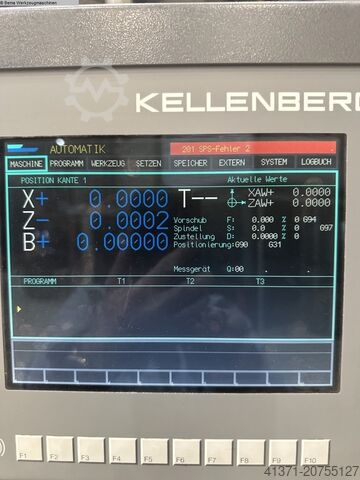 © Bems Werkzeugmaschinen
KELLENBERG
AUTOMATIK 201 SPS-Fehler 2
MASCHINE PROGRAMM WERKZEUG SETZEN SPEICHER EXTERN SYSTEM LOGBUCH
POSITION KANTE 1 Aktuelle Werte
X+ 0.0000 T-- XAW+ 0.0000
Z- 0.0002 ZAW+ 0.0000
B+ 0.00000
Vorschub F: 0.000 % 0 G94
Spindel S: 0.0 % 0 G97
Zustellung D: 0.0000 % 0
Positionierung: G90 G31
Messgerät Q:00 .
PROGRAMM T1 T2 T3
F1 F2 F3 F4 F5 F6 F7 F8 F9 F10
41371-20755127